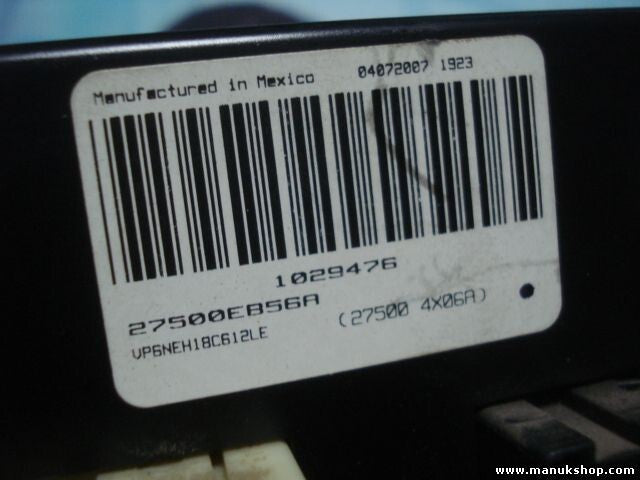 Manufactured in Mexico 04072007 1923
1029476
27500EB56A
VP6NEH18C612LE (27500 4X06A)
www.manukshop.com